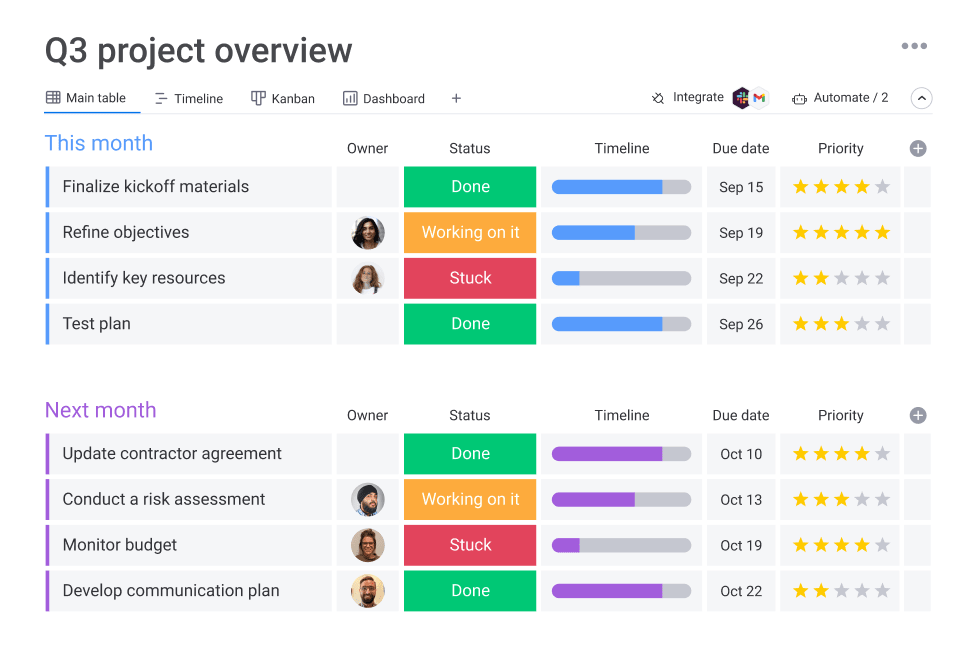 Q3 project overview
Main table Timeline Kanban Dashboard + Integrate Automate / 2
This month Owner Status Timeline Due date Priority
Finalize kickoff materials Done Sep 15
Refine objectives Working on it Sep 19
Identify key resources Stuck Sep 22
Test plan Done Sep 26
Next month Owner Status Timeline Due date Priority
Update contractor agreement Done Oct 10
Conduct a risk assessment Working on it Oct 13
Monitor budget Stuck Oct 19
Develop communication plan Done Oct 22